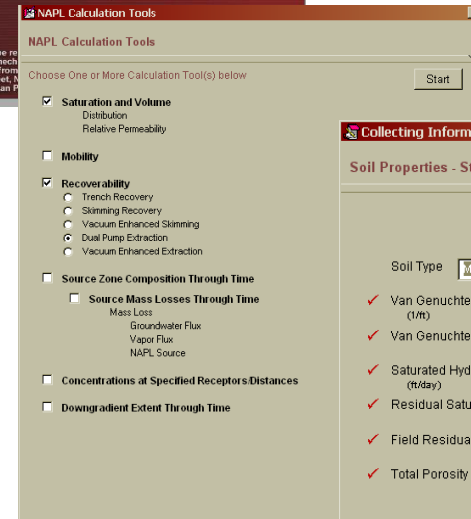 NAPL Calculation Tools
NAPL Calculation Tools
Choose One or More Calculation Tool(s) below
Start
Saturation and Volume
Distribution
Relative Permeability
Mobility
Recoverability
Trench Recovery
Skimming Recovery
Vacuum Enhanced Skimming
Dual Pump Extraction
Vacuum Enhanced Extraction
Source Zone Composition Through Time
Source Mass Losses Through Time
Mass Loss
Groundwater Flux
Vapor Flux
NAPL Source
Concentrations at Specified Receptors/Distances
Downgradient Extent Through Time
Collecting Inform
Soil Properties - St
Soil Type
Van Genuchte
(1/ft)
Van Genuchte
Saturated Hyd
(ft/day)
Residual Satu
Field Residua
Total Porosity